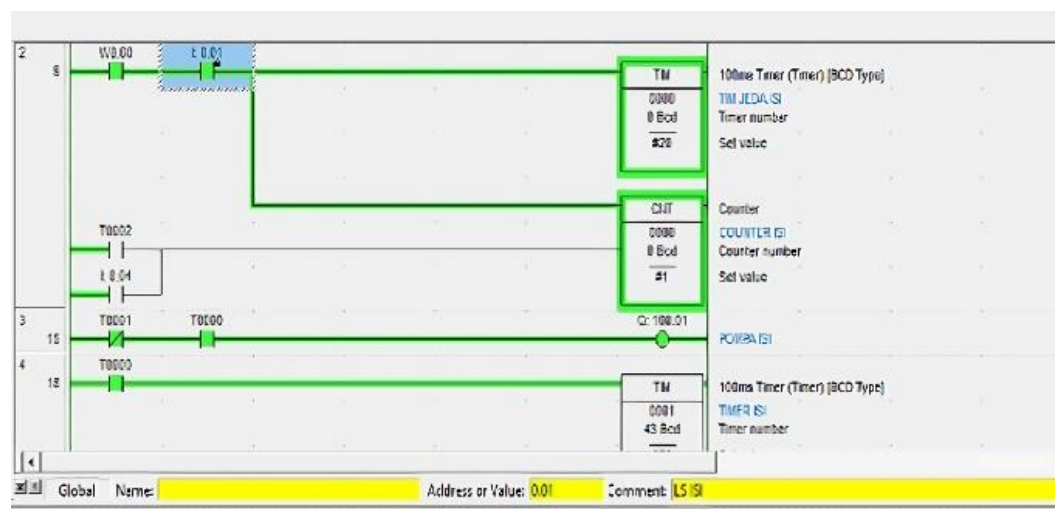 2
W0.00
I: 0.01
TIM
100ms Timer (Timer) [BCD Type]
0000
TIM JEDA ISI
0 Bcd
Timer number
#20
Set value
CNT
Counter
0000
COUNTER ISI
0 Bcd
Counter number
#1
Set value
T0002
I: 0.04
3
T0001
T0000
Q: 100.01
15
POMPA ISI
4
T0000
TIM
100ms Timer (Timer) [BCD Type]
0001
TIMER ISI
43 Bcd
Timer number
Global Name: Address or Value: 0.01 Comment: LS ISI